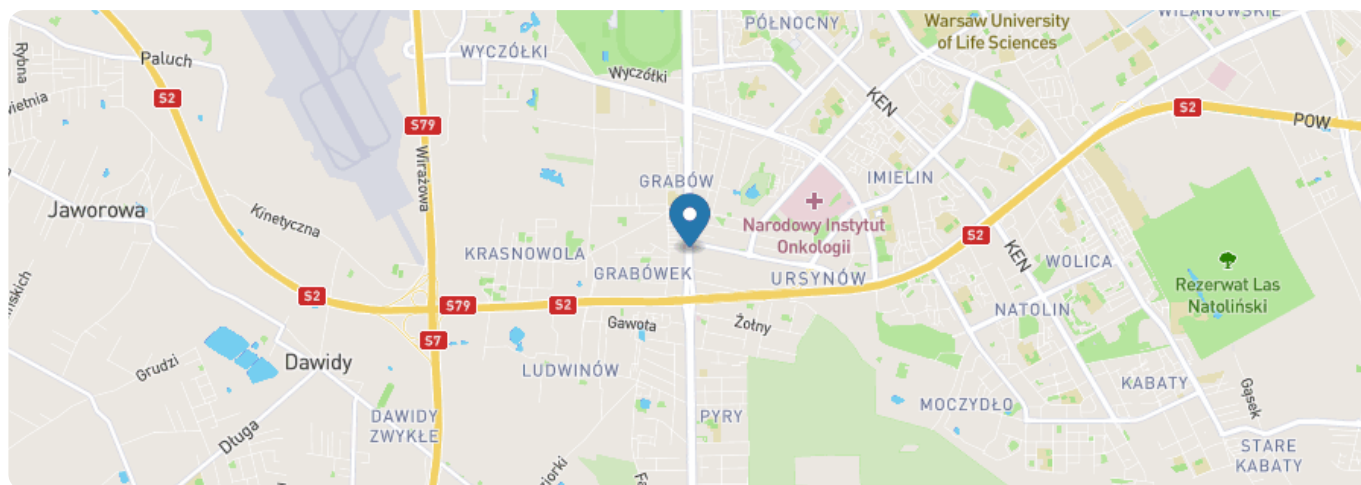 PÓŁNOCNY
Warsaw University
of Life Sciences
Rybna
Paluch
WYCZÓŁKI
Wyczółki
S2
S79
KEN
S2
POW
Wirażowa
GRABÓW
IMIELIN
Jaworowa
Kinetyczna
Narodowy Instytut
Onkologii
S2
KEN
KRASNOWOLA
GRABÓWEK
URSYNÓW
WOLICA
Rezerwat Las
Natoliński
S2
S79
S2
NATOLIN
Gawota
Żołny
S7
Grudzi
Dawidy
LUDWINÓW
KABATY
Gąsek
MOCZYDŁO
DAWIDY
ZWYKŁE
PYRY
Długa
STARE
KABATY